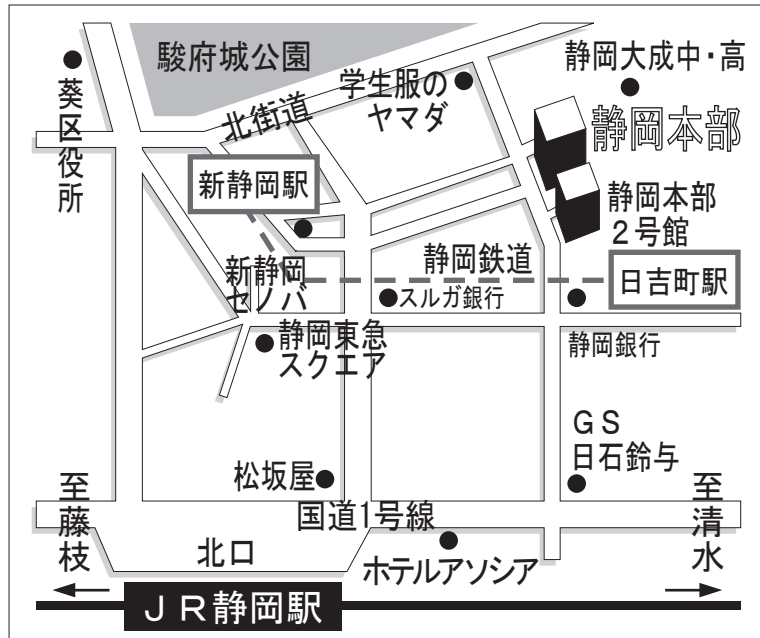 駿府城公園
葵区役所
北街道
学生服の
ヤマダ
静岡大成中・高
静岡本部
新静岡駅
静岡本部
２号館
新静岡
セノバ
静岡鉄道
日吉町駅
スルガ銀行
静岡東急
スクエア
静岡銀行
ＧＳ
日石鈴与
松坂屋
国道1号線
至藤枝
至清水
北口
ホテルアソシア
ＪＲ静岡駅